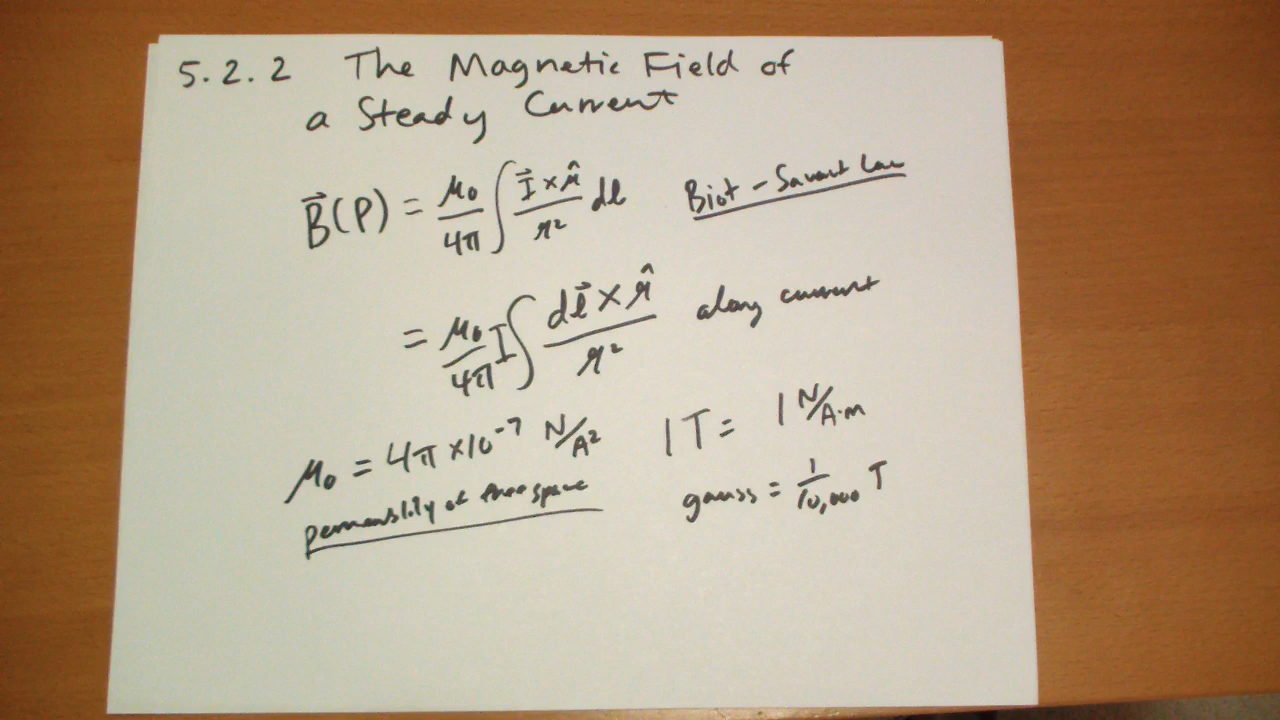 5.2.2 The Magnetic Field of
a Steady Current
B⃗(P) = μ₀/4π ∫ I⃗ × 𝓇̂ / 𝓇² dl Biot-Savart Law
= μ₀/4π I ∫ dl⃗ × 𝓇̂ / 𝓇² along current
μ₀ = 4π × 10⁻⁷ N/A² 1 T = 1 N/A·m
permeability of free space gauss = 1/10,000 T